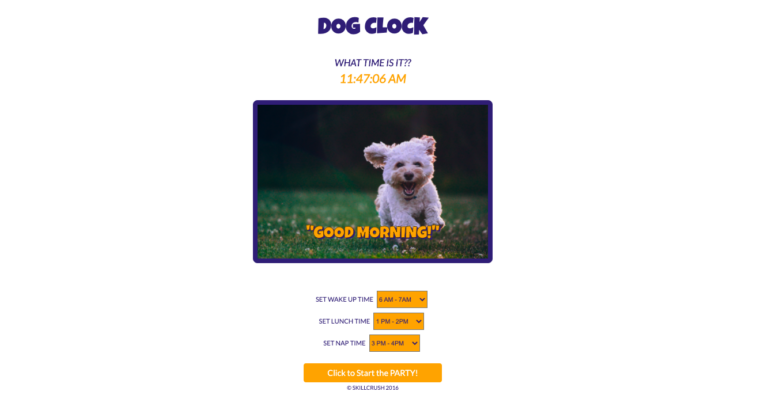 DOG CLOCK
WHAT TIME IS IT??
11:47:06 AM
"GOOD MORNING!"
SET WAKE UP TIME 6 AM - 7AM
SET LUNCH TIME 1 PM - 2PM
SET NAP TIME 3 PM - 4PM
Click to Start the PARTY!
© SKILLCRUSH 2016